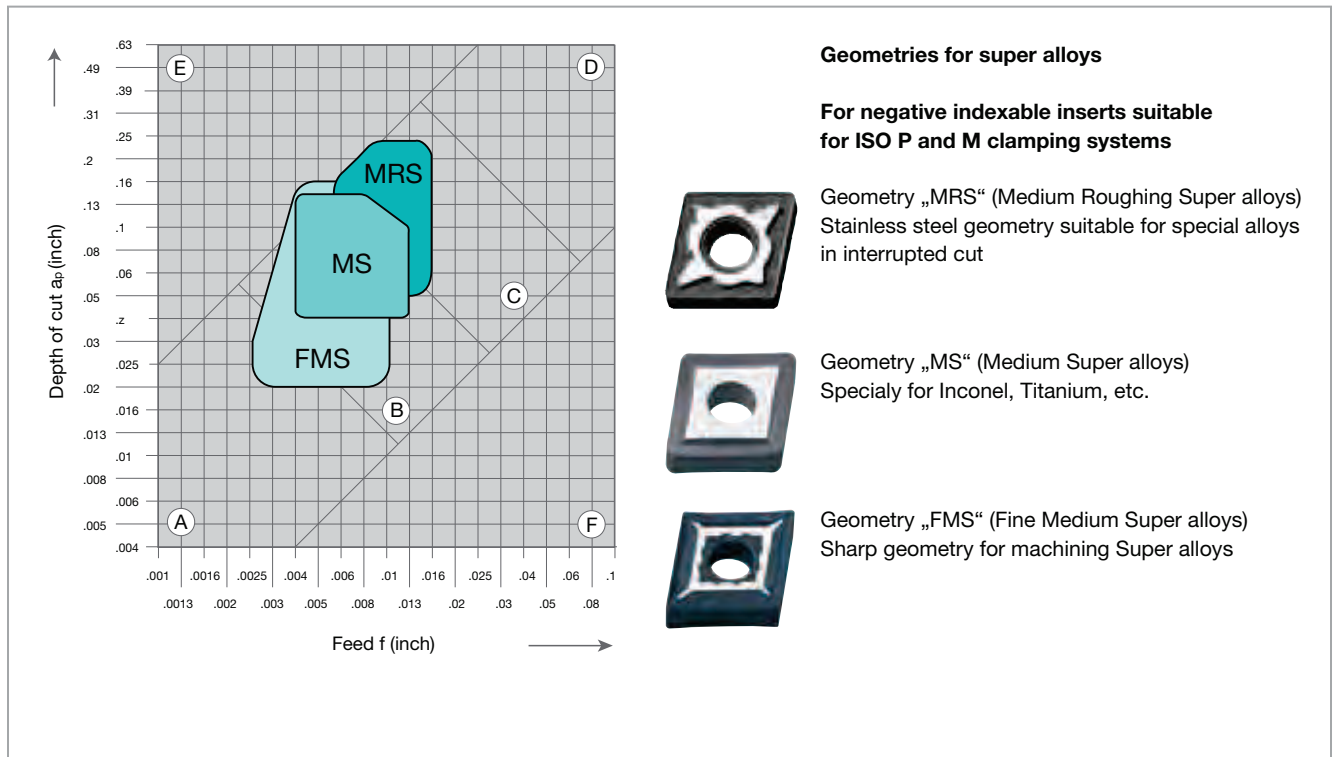 Geometries for super alloys
For negative indexable inserts suitable
for ISO P and M clamping systems
Geometry „MRS“ (Medium Roughing Super alloys)
Stainless steel geometry suitable for special alloys
in interrupted cut
Geometry „MS“ (Medium Super alloys)
Specialy for Inconel, Titanium, etc.
Geometry „FMS“ (Fine Medium Super alloys)
Sharp geometry for machining Super alloys
Depth of cut ap (inch)
.63
.49
.39
.31
.25
.2
.16
.13
.1
.08
.06
.05
.z
.03
.025
.02
.016
.013
.01
.008
.006
.005
.004
E
D
MRS
MS
C
FMS
B
A
F
.001 .0016 .0025 .004 .006 .01 .016 .025 .04 .06 .1
.0013 .002 .003 .005 .008 .013 .02 .03 .05 .08
Feed f (inch)